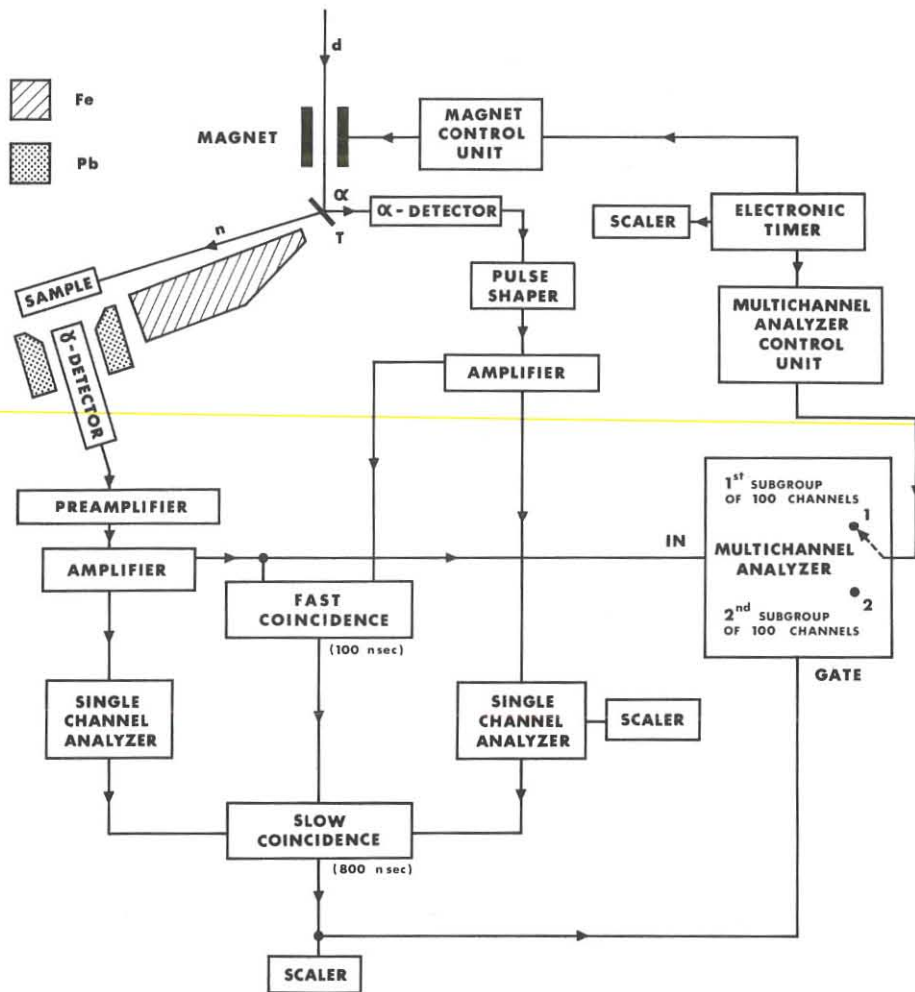 d
Fe
Pb
MAGNET
MAGNET
CONTROL
UNIT
α
α-DETECTOR
T
n
SCALER
ELECTRONIC
TIMER
SAMPLE
PULSE
SHAPER
γ-DETECTOR
MULTICHANNEL
ANALYZER
CONTROL
UNIT
AMPLIFIER
PREAMPLIFIER
AMPLIFIER
IN
1st SUBGROUP
OF 100 CHANNELS
1
MULTICHANNEL
ANALYZER
2
2nd SUBGROUP
OF 100 CHANNELS
GATE
FAST
COINCIDENCE
(100 nsec)
SINGLE
CHANNEL
ANALYZER
SINGLE
CHANNEL
ANALYZER
SCALER
SLOW
COINCIDENCE
(800 nsec)
SCALER